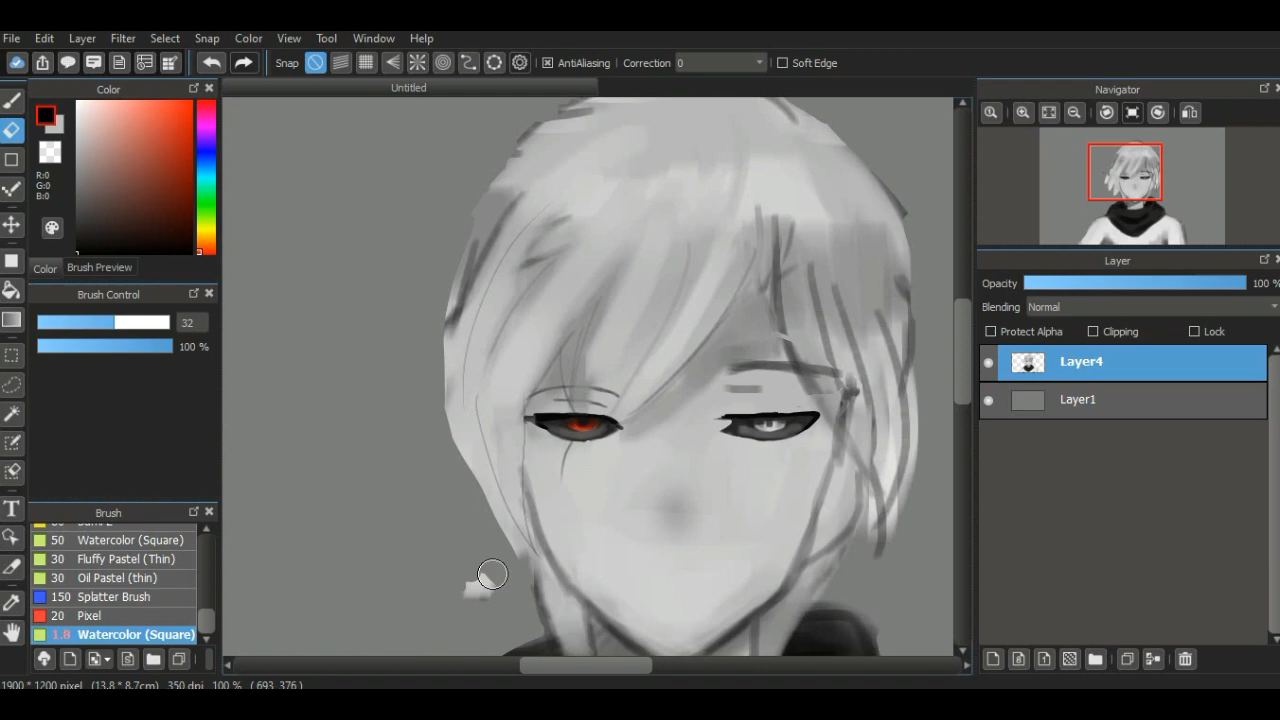 File Edit Layer Filter Select Snap Color View Tool Window Help
Snap AntiAliasing Correction 0 Soft Edge
Color
Untitled
Navigator
R:0
G:0
B:0
Color Brush Preview
Brush Control
32
100 %
Layer
Opacity 100 %
Blending Normal
Protect Alpha Clipping Lock
Layer4
Layer1
Brush
50 Watercolor (Square)
30 Fluffy Pastel (Thin)
30 Oil Pastel (thin)
150 Splatter Brush
20 Pixel
1.8 Watercolor (Square)
1900 * 1200 pixel (13.8 * 8.7cm) 350 dpi 100 % ( 693, 376 )